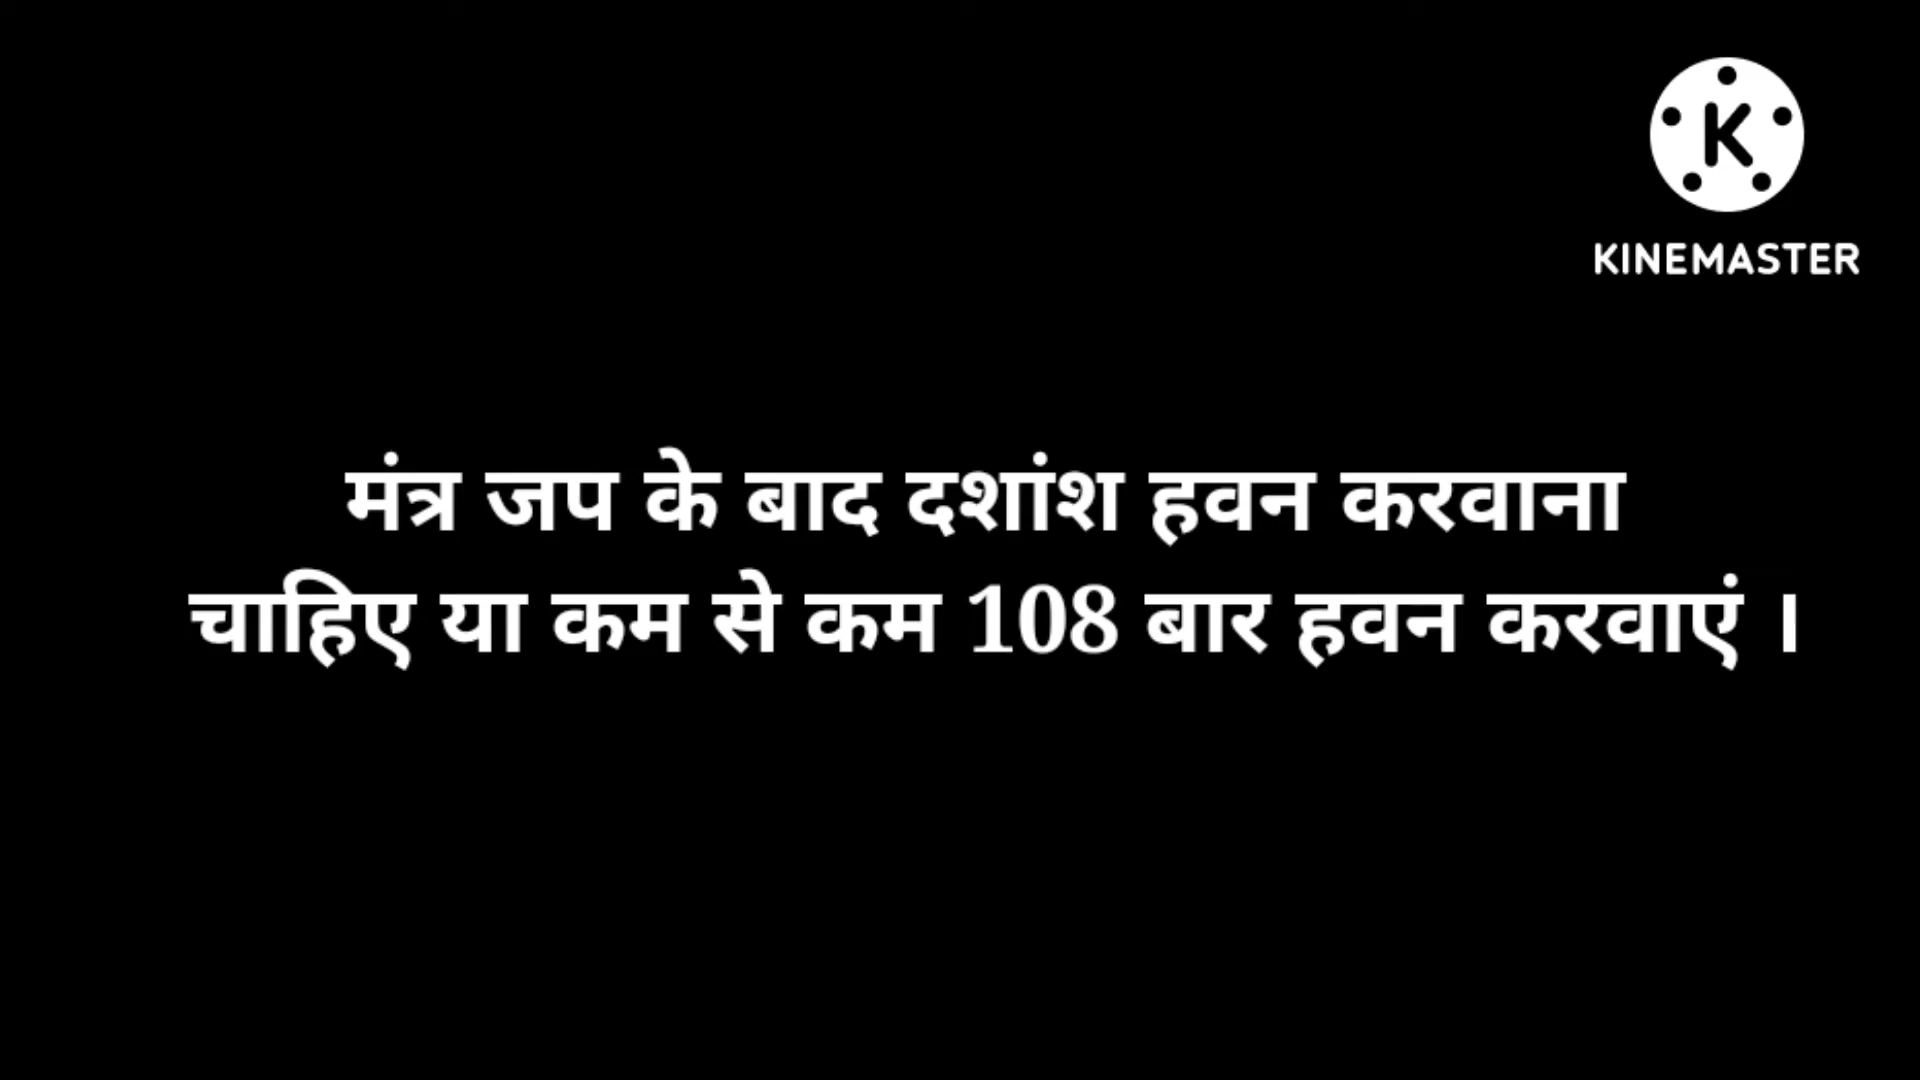 KINEMASTER
मंत्र जप के बाद दशांश हवन करवाना
चाहिए या कम से कम 108 बार हवन करवाएं ।